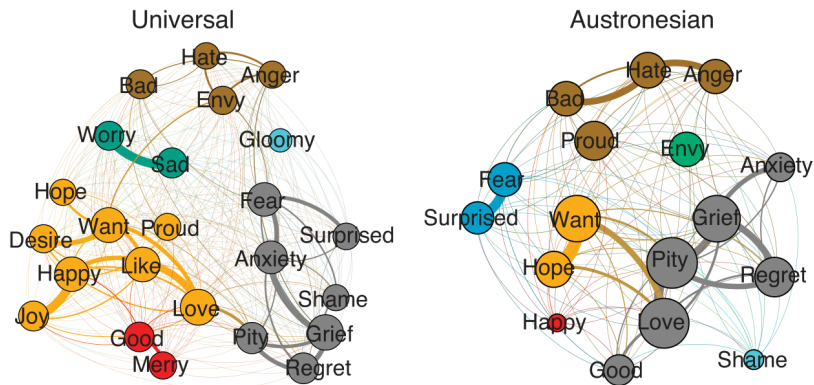 Universal
Hate
Bad
Anger
Envy
Worry
Gloomy
Sad
Hope
Fear
Want
Proud
Desire
Surprised
Happy
Like
Anxiety
Joy
Love
Shame
Good
Pity
Grief
Merry
Regret
Austronesian
Hate
Anger
Bad
Proud
Envy
Anxiety
Fear
Surprised
Want
Grief
Hope
Pity
Regret
Happy
Love
Good
Shame